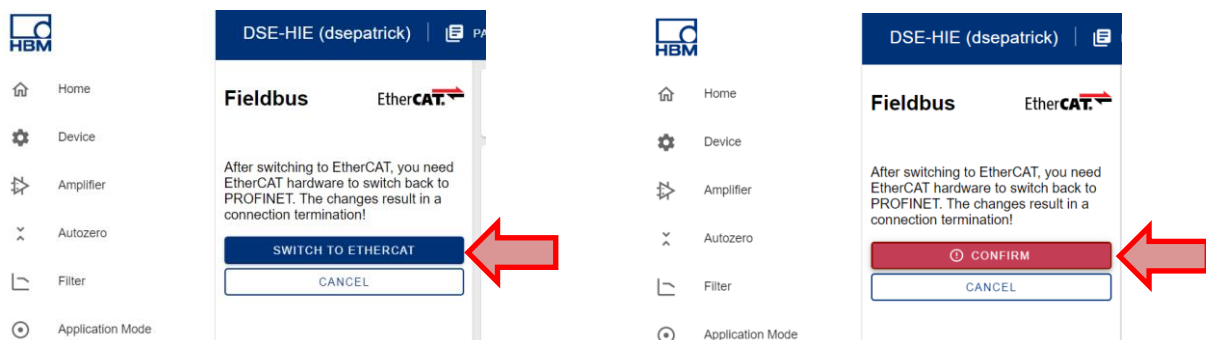 HBM
DSE-HIE (dsepatrick)
Home
Device
Amplifier
Autozero
Filter
Application Mode
Fieldbus
EtherCAT.
After switching to EtherCAT, you need
EtherCAT hardware to switch back to
PROFINET. The changes result in a
connection termination!
SWITCH TO ETHERCAT
CANCEL
HBM
DSE-HIE (dsepatrick)
Home
Device
Amplifier
Autozero
Filter
Application Mode
Fieldbus
EtherCAT.
After switching to EtherCAT, you need
EtherCAT hardware to switch back to
PROFINET. The changes result in a
connection termination!
CONFIRM
CANCEL